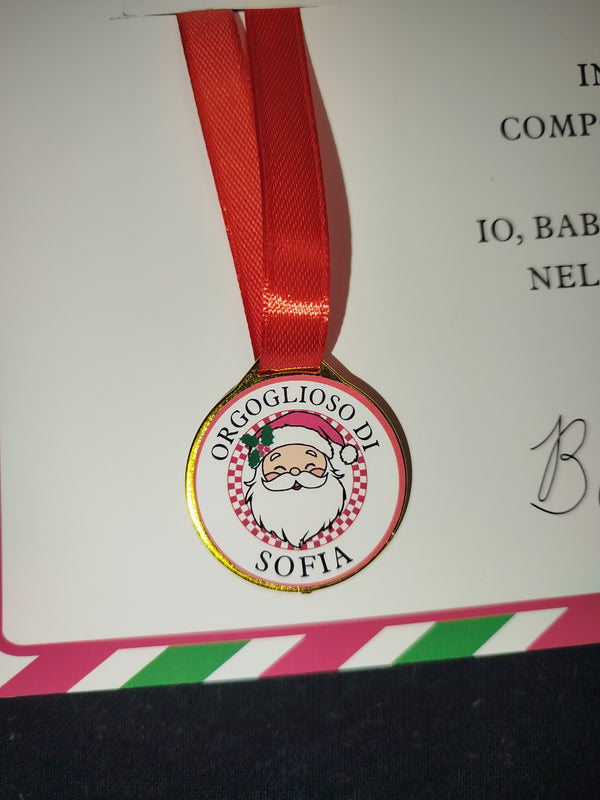 IN
COMP
IO, BAB
NEL
ORGOGLIOSO DI
SOFIA